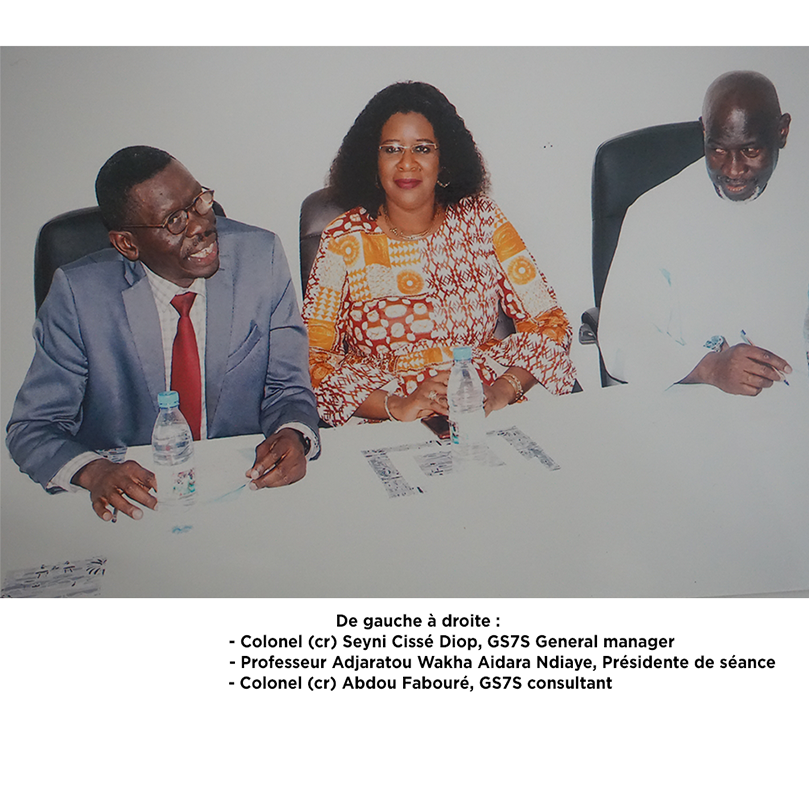 De gauche à droite :
- Colonel (cr) Seyni Cissé Diop, GS7S General manager
- Professeur Adjaratou Wakha Aidara Ndiaye, Présidente de séance
- Colonel (cr) Abdou Fabouré, GS7S consultant